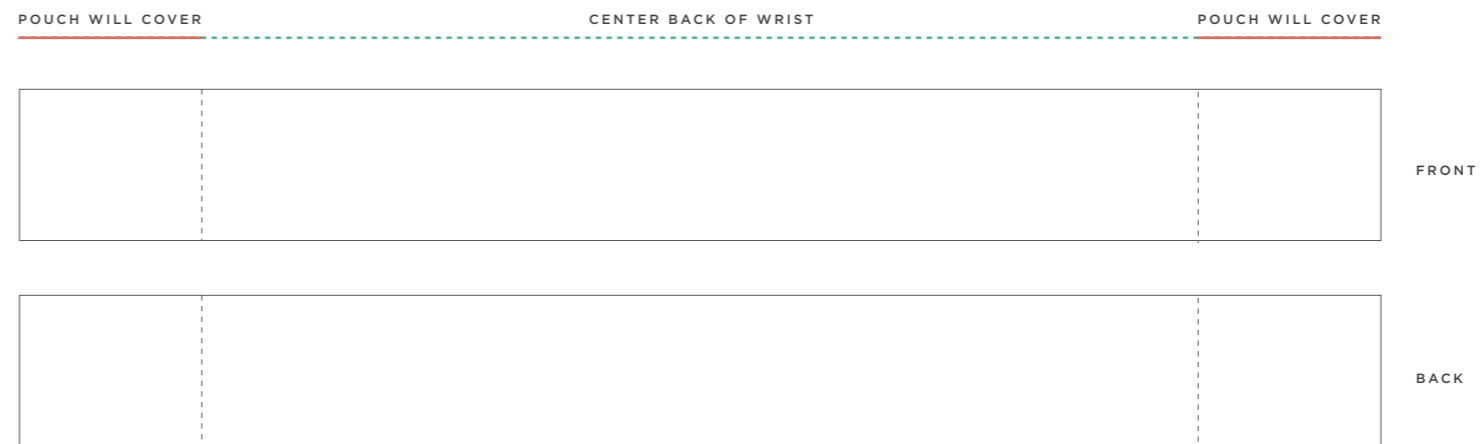 POUCH WILL COVER
CENTER BACK OF WRIST
POUCH WILL COVER
FRONT
BACK